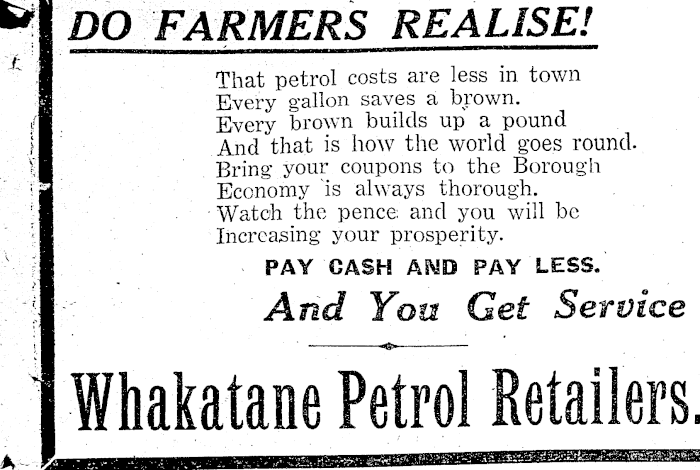 DO FARMERS REALISE!
That petrol costs are less in town
Every gallon saves a brown.
Every brown builds up a pound
And that is how the world goes round.
Bring your coupons to the Borough
Economy is always thorough.
Watch the pence and you will be
Increasing your prosperity.
PAY CASH AND PAY LESS.
And You Get Service
Whakatane Petrol Retailers.